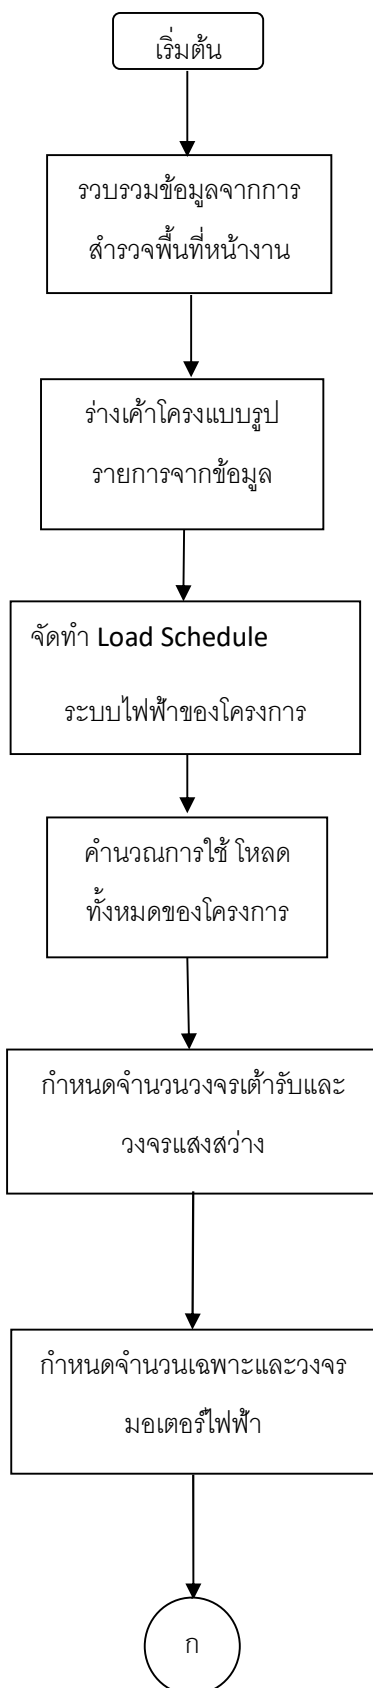 เริ่มต้น
รวบรวมข้อมูลจากการ
สำรวจพื้นที่หน้างาน
ร่างเค้าโครงแบบรูป
รายการจากข้อมูล
จัดทำ Load Schedule
ระบบไฟฟ้าของโครงการ
คำนวณการใช้ โหลด
ทั้งหมดของโครงการ
กำหนดจำนวนวงจรเต้ารับและ
วงจรแสงสว่าง
กำหนดจำนวนเฉพาะและวงจร
มอเตอร์ไฟฟ้า
ก